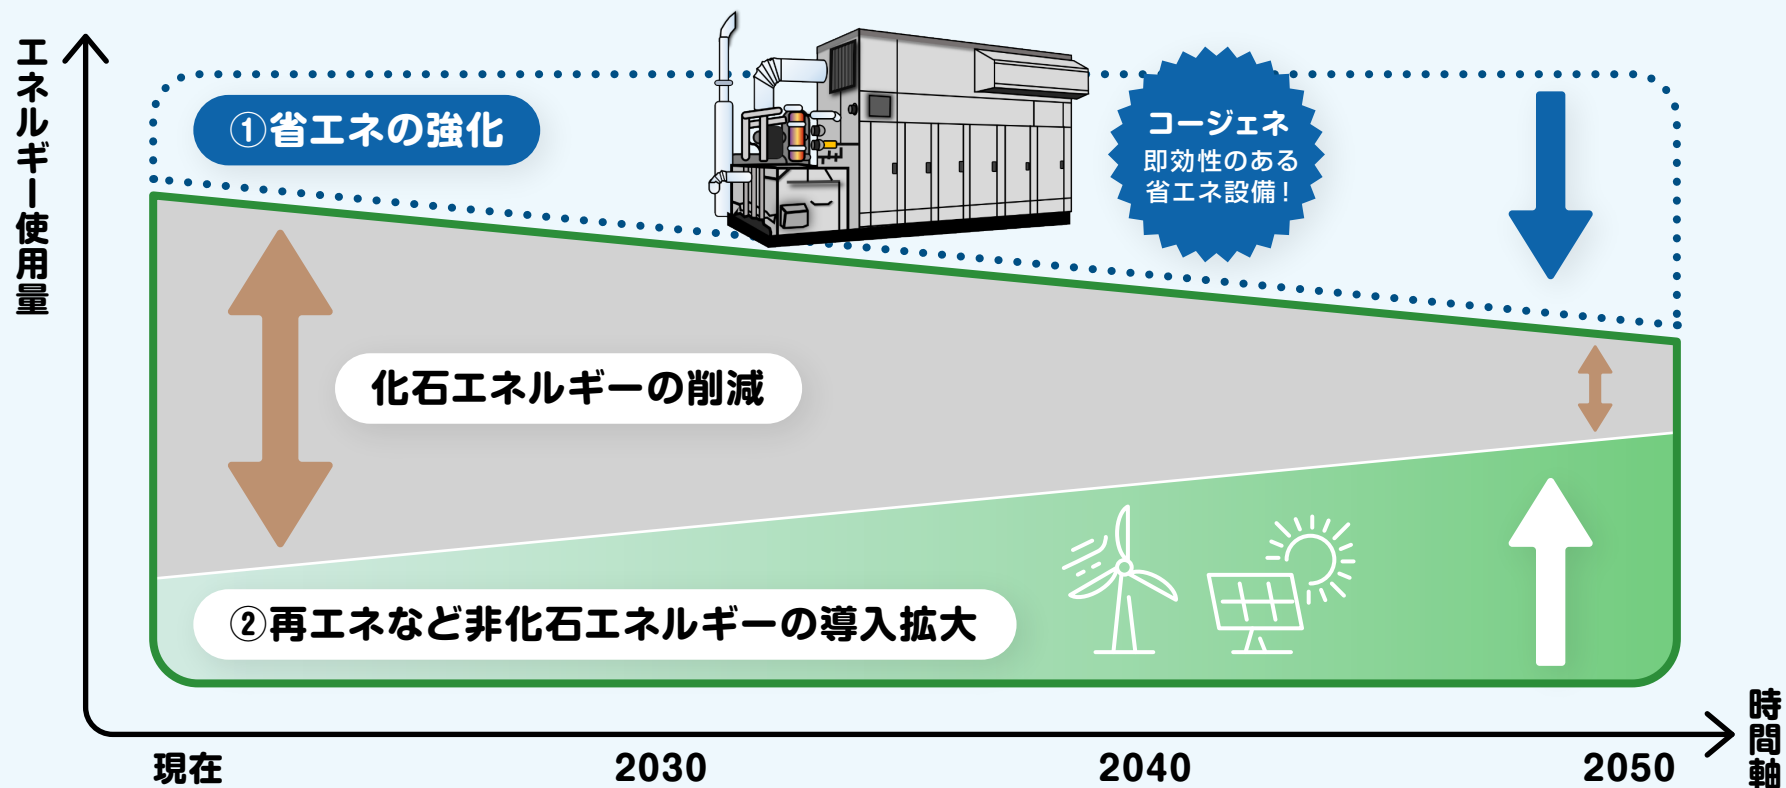 エネルギー使用量
①省エネの強化
コージェネ
即効性のある
省エネ設備！
化石エネルギーの削減
②再エネなど非化石エネルギーの導入拡大
現在
2030
2040
2050
時間軸